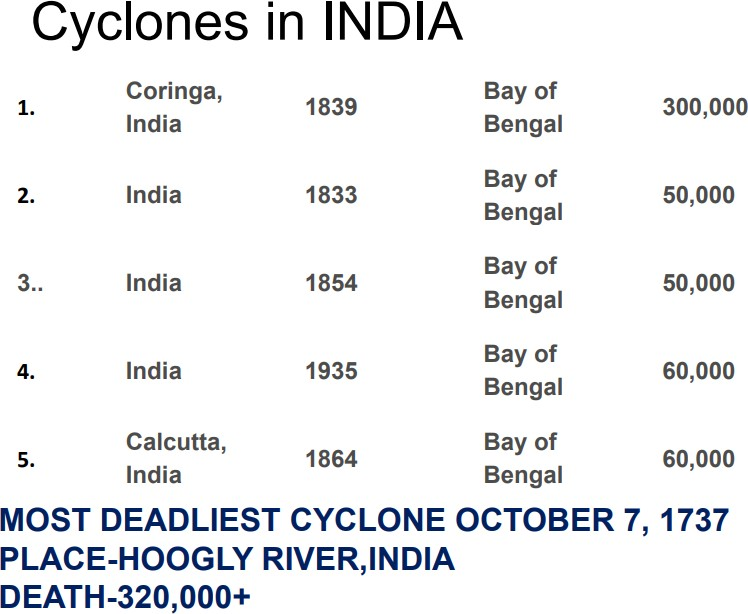 Cyclones in INDIA
1. Coringa, India 1839 Bay of Bengal 300,000
2. India 1833 Bay of Bengal 50,000
3.. India 1854 Bay of Bengal 50,000
4. India 1935 Bay of Bengal 60,000
5. Calcutta, India 1864 Bay of Bengal 60,000
MOST DEADLIEST CYCLONE OCTOBER 7, 1737
PLACE-HOOGLY RIVER,INDIA
DEATH-320,000+